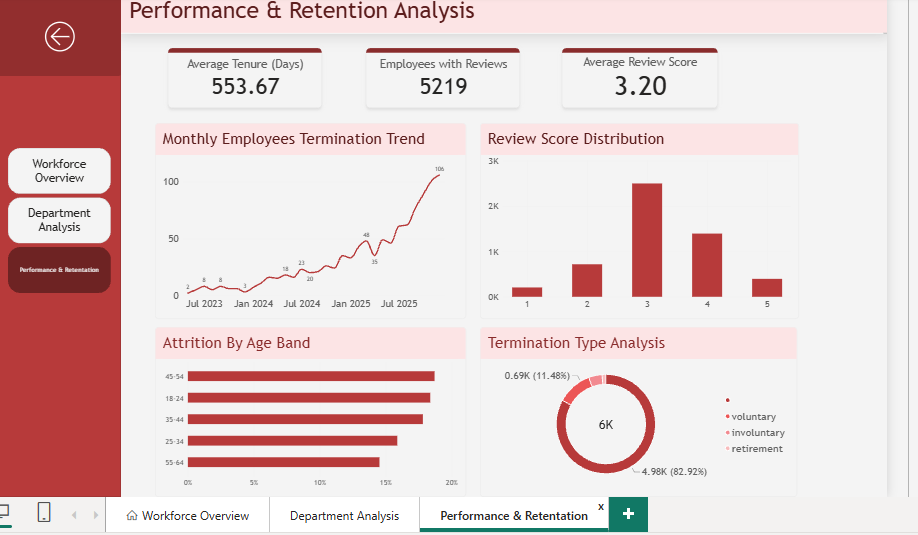 Performance & Retention Analysis
Average Tenure (Days)
553.67
Employees with Reviews
5219
Average Review Score
3.20
Workforce
Overview
Department
Analysis
Performance & Retentation
Monthly Employees Termination Trend
100
50
0
2
8
8
3
18
23
20
48
35
106
Jul 2023
Jan 2024
Jul 2024
Jan 2025
Jul 2025
Review Score Distribution
3K
2K
1K
0K
1
2
3
4
5
Attrition By Age Band
45-54
18-24
35-44
25-34
55-64
0%
5%
10%
15%
20%
Termination Type Analysis
0.69K (11.48%)
6K
4.98K (82.92%)
voluntary
involuntary
retirement
Workforce Overview
Department Analysis
Performance & Retentation
x
+